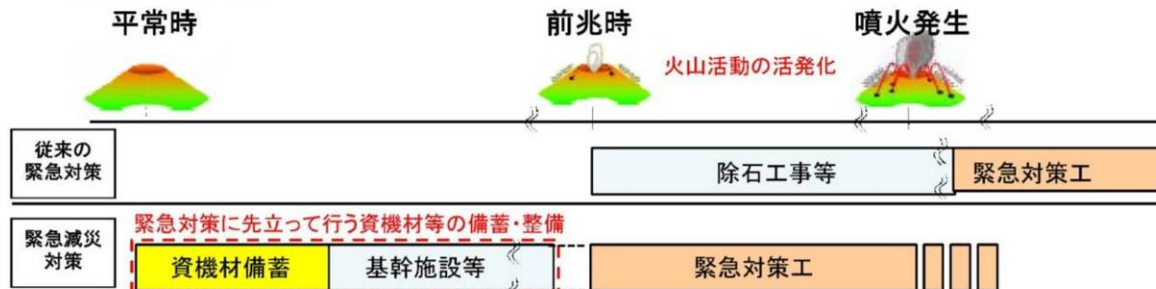 平常時
前兆時
噴火発生
火山活動の活発化
従来の
緊急対策
除石工事等
緊急対策工
緊急減災
対策
緊急対策に先立って行う資機材等の備蓄・整備
資機材備蓄
基幹施設等
緊急対策工